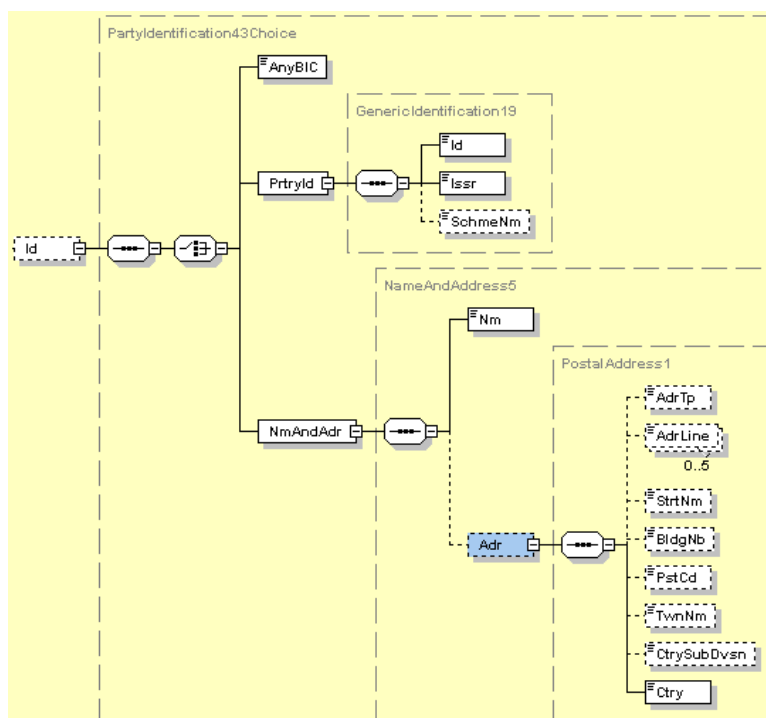 PartyIdentification43Choice
AnyBIC
GenericIdentification19
Id
PrtryId
Issr
SchmeNm
Id
NameAndAddress5
Nm
PostalAddress1
AdrTp
NmAndAdr
AdrLine
0..5
StrtNm
Adr
BldgNb
PstCd
TwnNm
CtrySubDvsn
Ctry